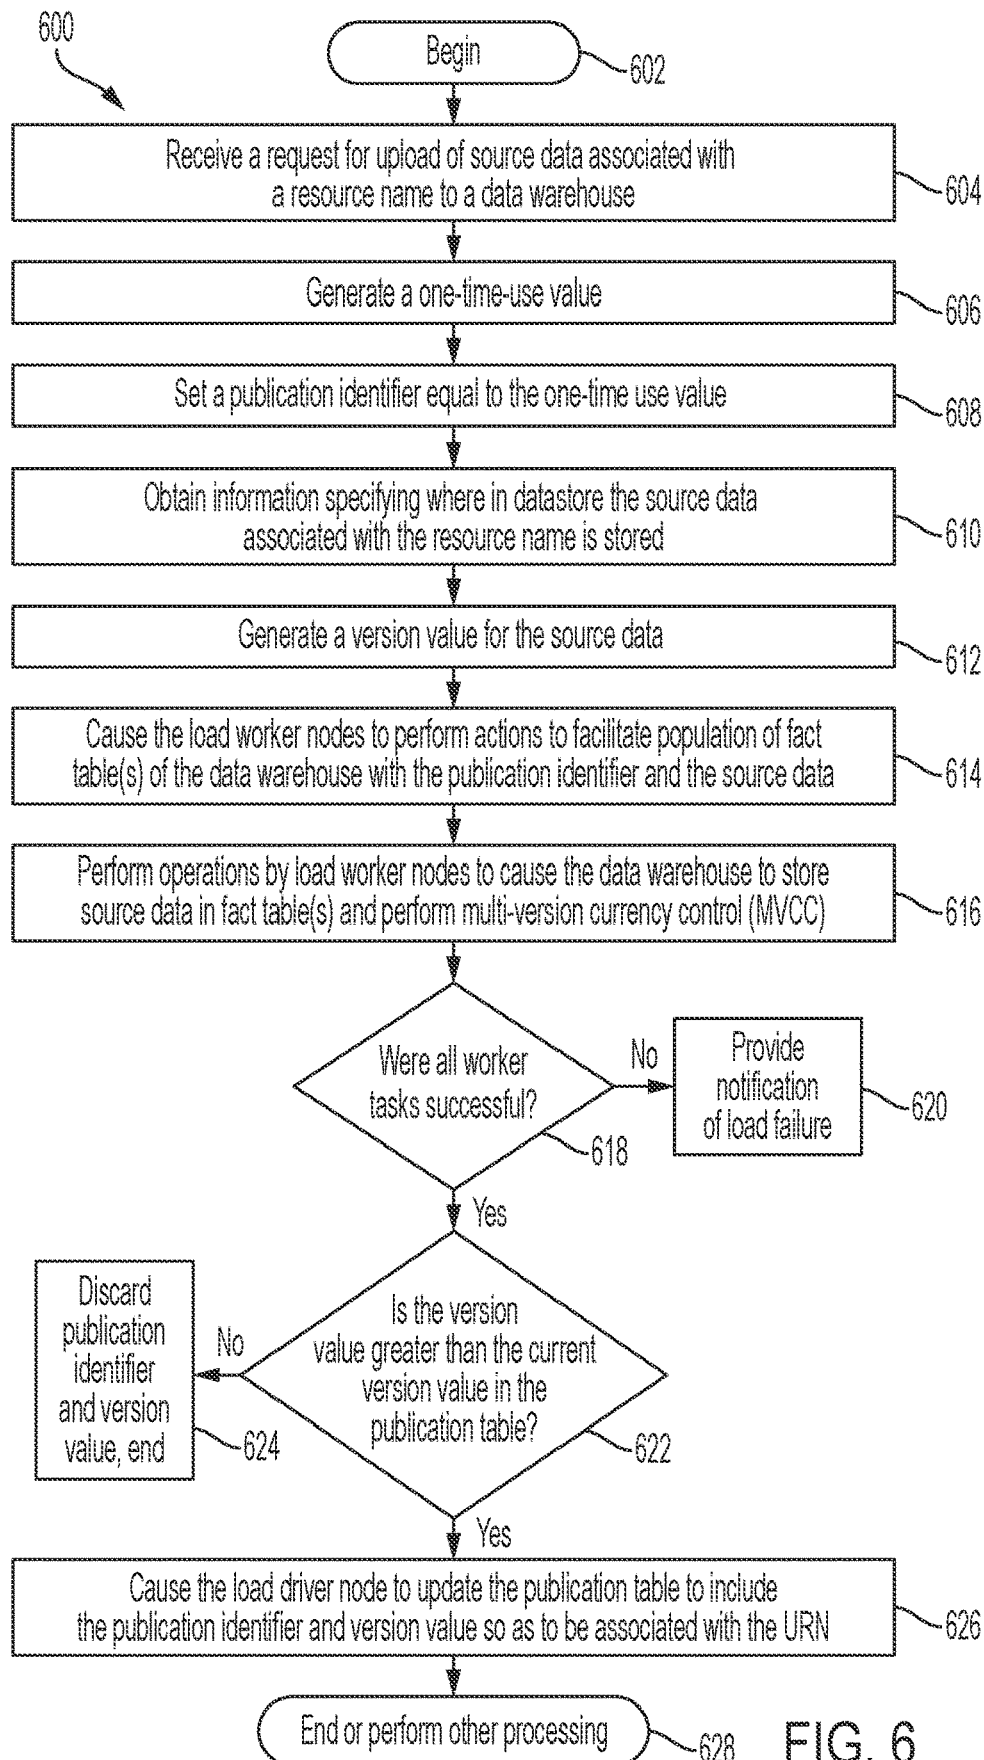 600
Begin
602
Receive a request for upload of source data associated with
a resource name to a data warehouse
604
Generate a one-time-use value
606
Set a publication identifier equal to the one-time use value
608
Obtain information specifying where in datastore the source data
associated with the resource name is stored
610
Generate a version value for the source data
612
Cause the load worker nodes to perform actions to facilitate population of fact
table(s) of the data warehouse with the publication identifier and the source data
614
Perform operations by load worker nodes to cause the data warehouse to store
source data in fact table(s) and perform multi-version currency control (MVCC)
616
Were all worker
tasks successful?
618
No
Provide
notification
of load failure
620
Yes
Is the version
value greater than the current
version value in the
publication table?
622
No
Discard
publication
identifier
and version
value, end
624
Yes
Cause the load driver node to update the publication table to include
the publication identifier and version value so as to be associated with the URN
626
End or perform other processing
628
FIG. 6